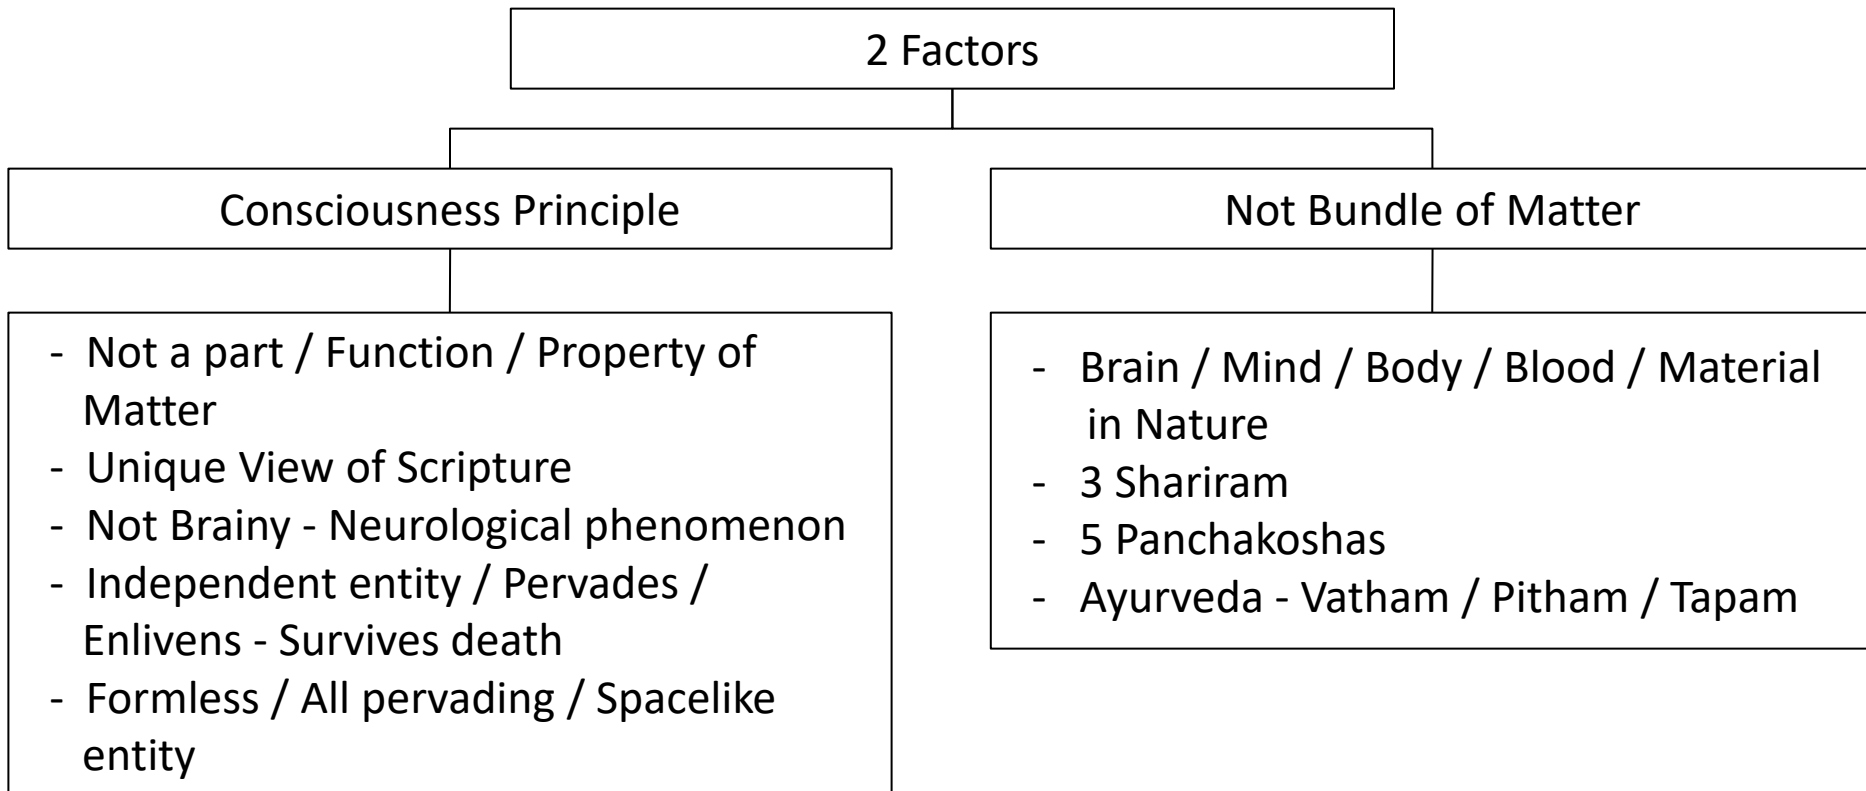 2 Factors
Consciousness Principle
Not Bundle of Matter
- Not a part / Function / Property of
Matter
- Unique View of Scripture
- Not Brainy - Neurological phenomenon
- Independent entity / Pervades /
Enlivens - Survives death
- Formless / All pervading / Spacelike
entity
- Brain / Mind / Body / Blood / Material
in Nature
- 3 Shariram
- 5 Panchakoshas
- Ayurveda - Vatham / Pitham / Tapam